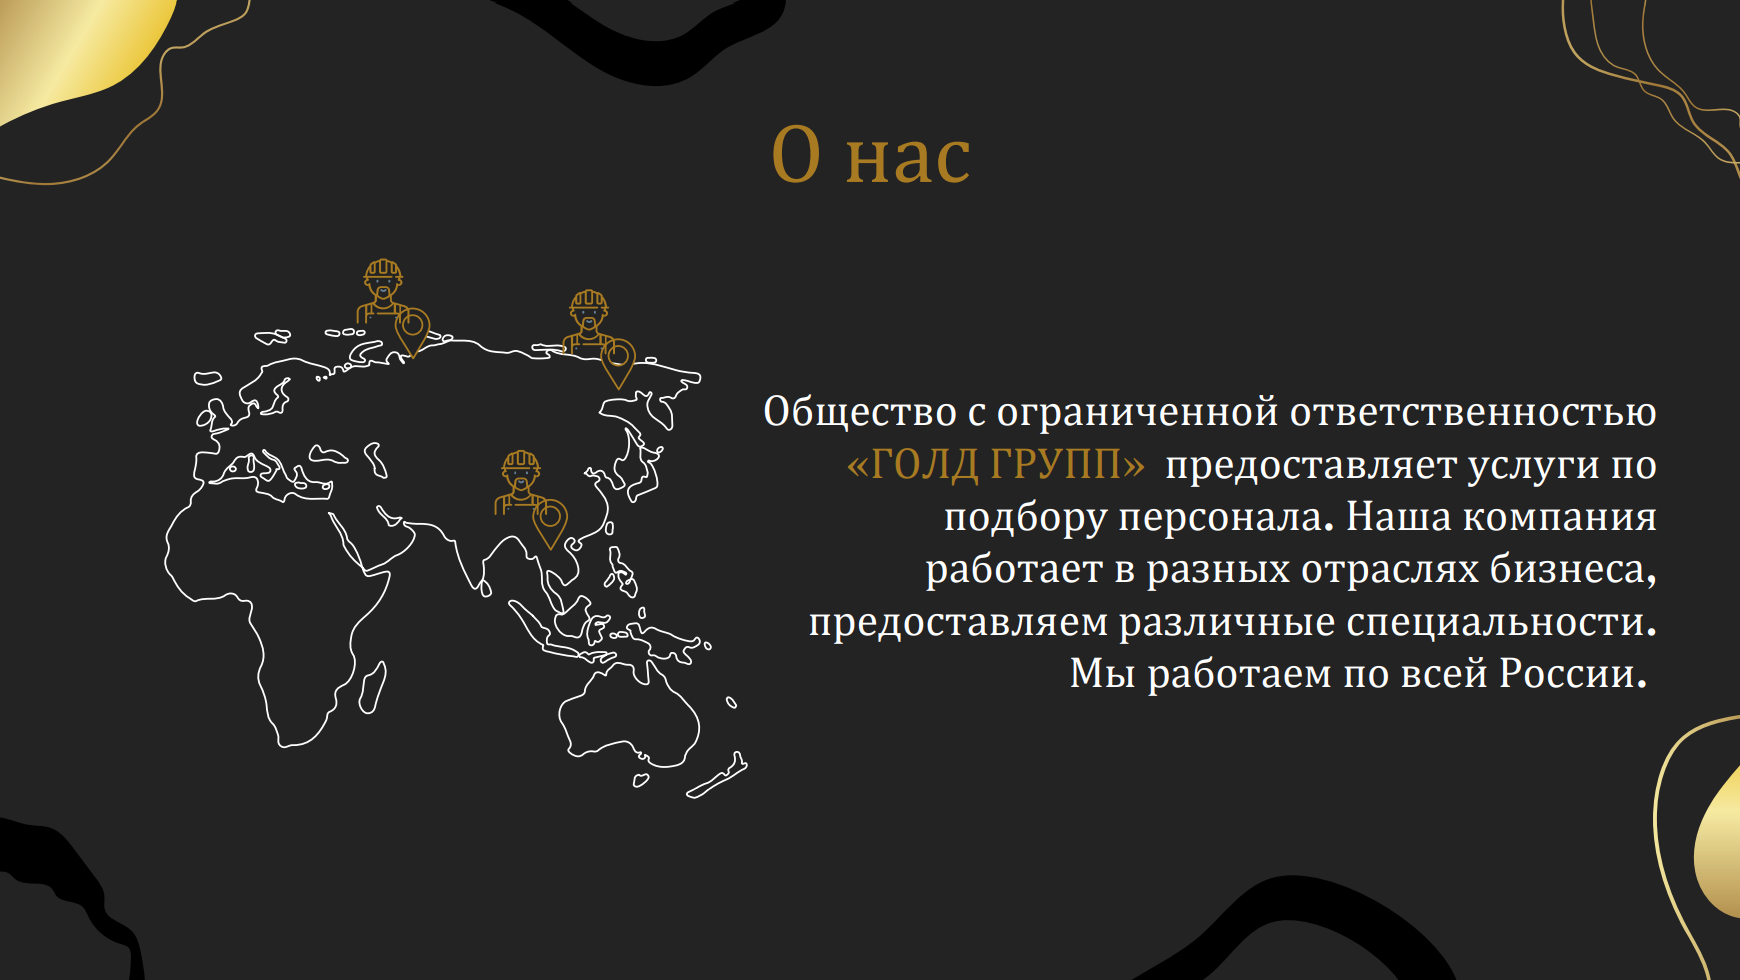 О нас
Общество с ограниченной ответственностью
«ГОЛД ГРУПП» предоставляет услуги по
подбору персонала. Наша компания
работает в разных отраслях бизнеса,
предоставляем различные специальности.
Мы работаем по всей России.